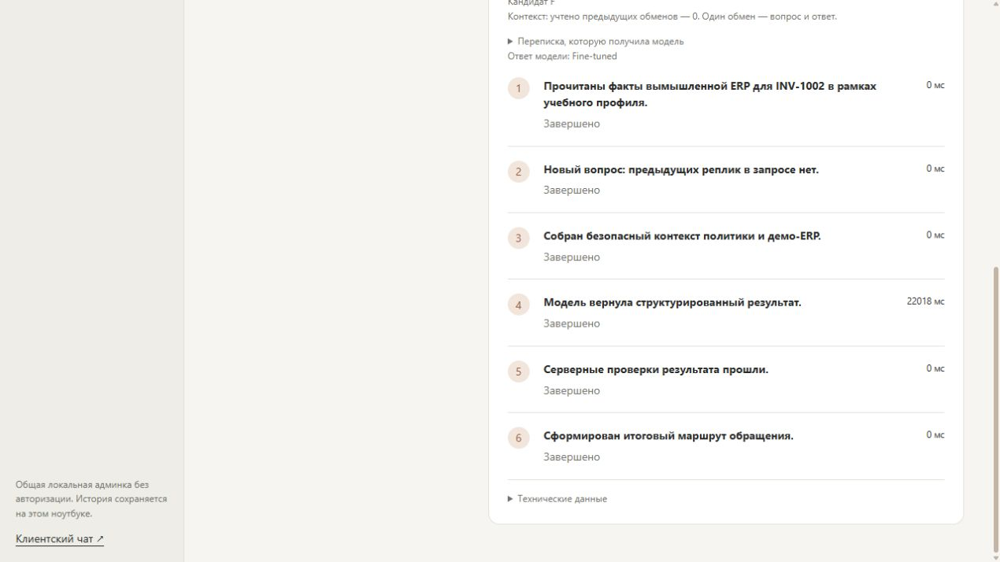 Кандидат F
Контекст: учтено предыдущих обменов — 0. Один обмен — вопрос и ответ.
▶ Переписка, которую получила модель
Ответ модели: Fine-tuned
1 Прочитаны факты вымышленной ERP для INV-1002 в рамках 0 мс
учебного профиля.
Завершено
2 Новый вопрос: предыдущих реплик в запросе нет. 0 мс
Завершено
3 Собран безопасный контекст политики и демо-ERP. 0 мс
Завершено
4 Модель вернула структурированный результат. 22018 мс
Завершено
5 Серверные проверки результата прошли. 0 мс
Завершено
6 Сформирован итоговый маршрут обращения. 0 мс
Завершено
▶ Технические данные
Общая локальная админка без
авторизации. История сохраняется
на этом ноутбуке.
Клиентский чат ↗